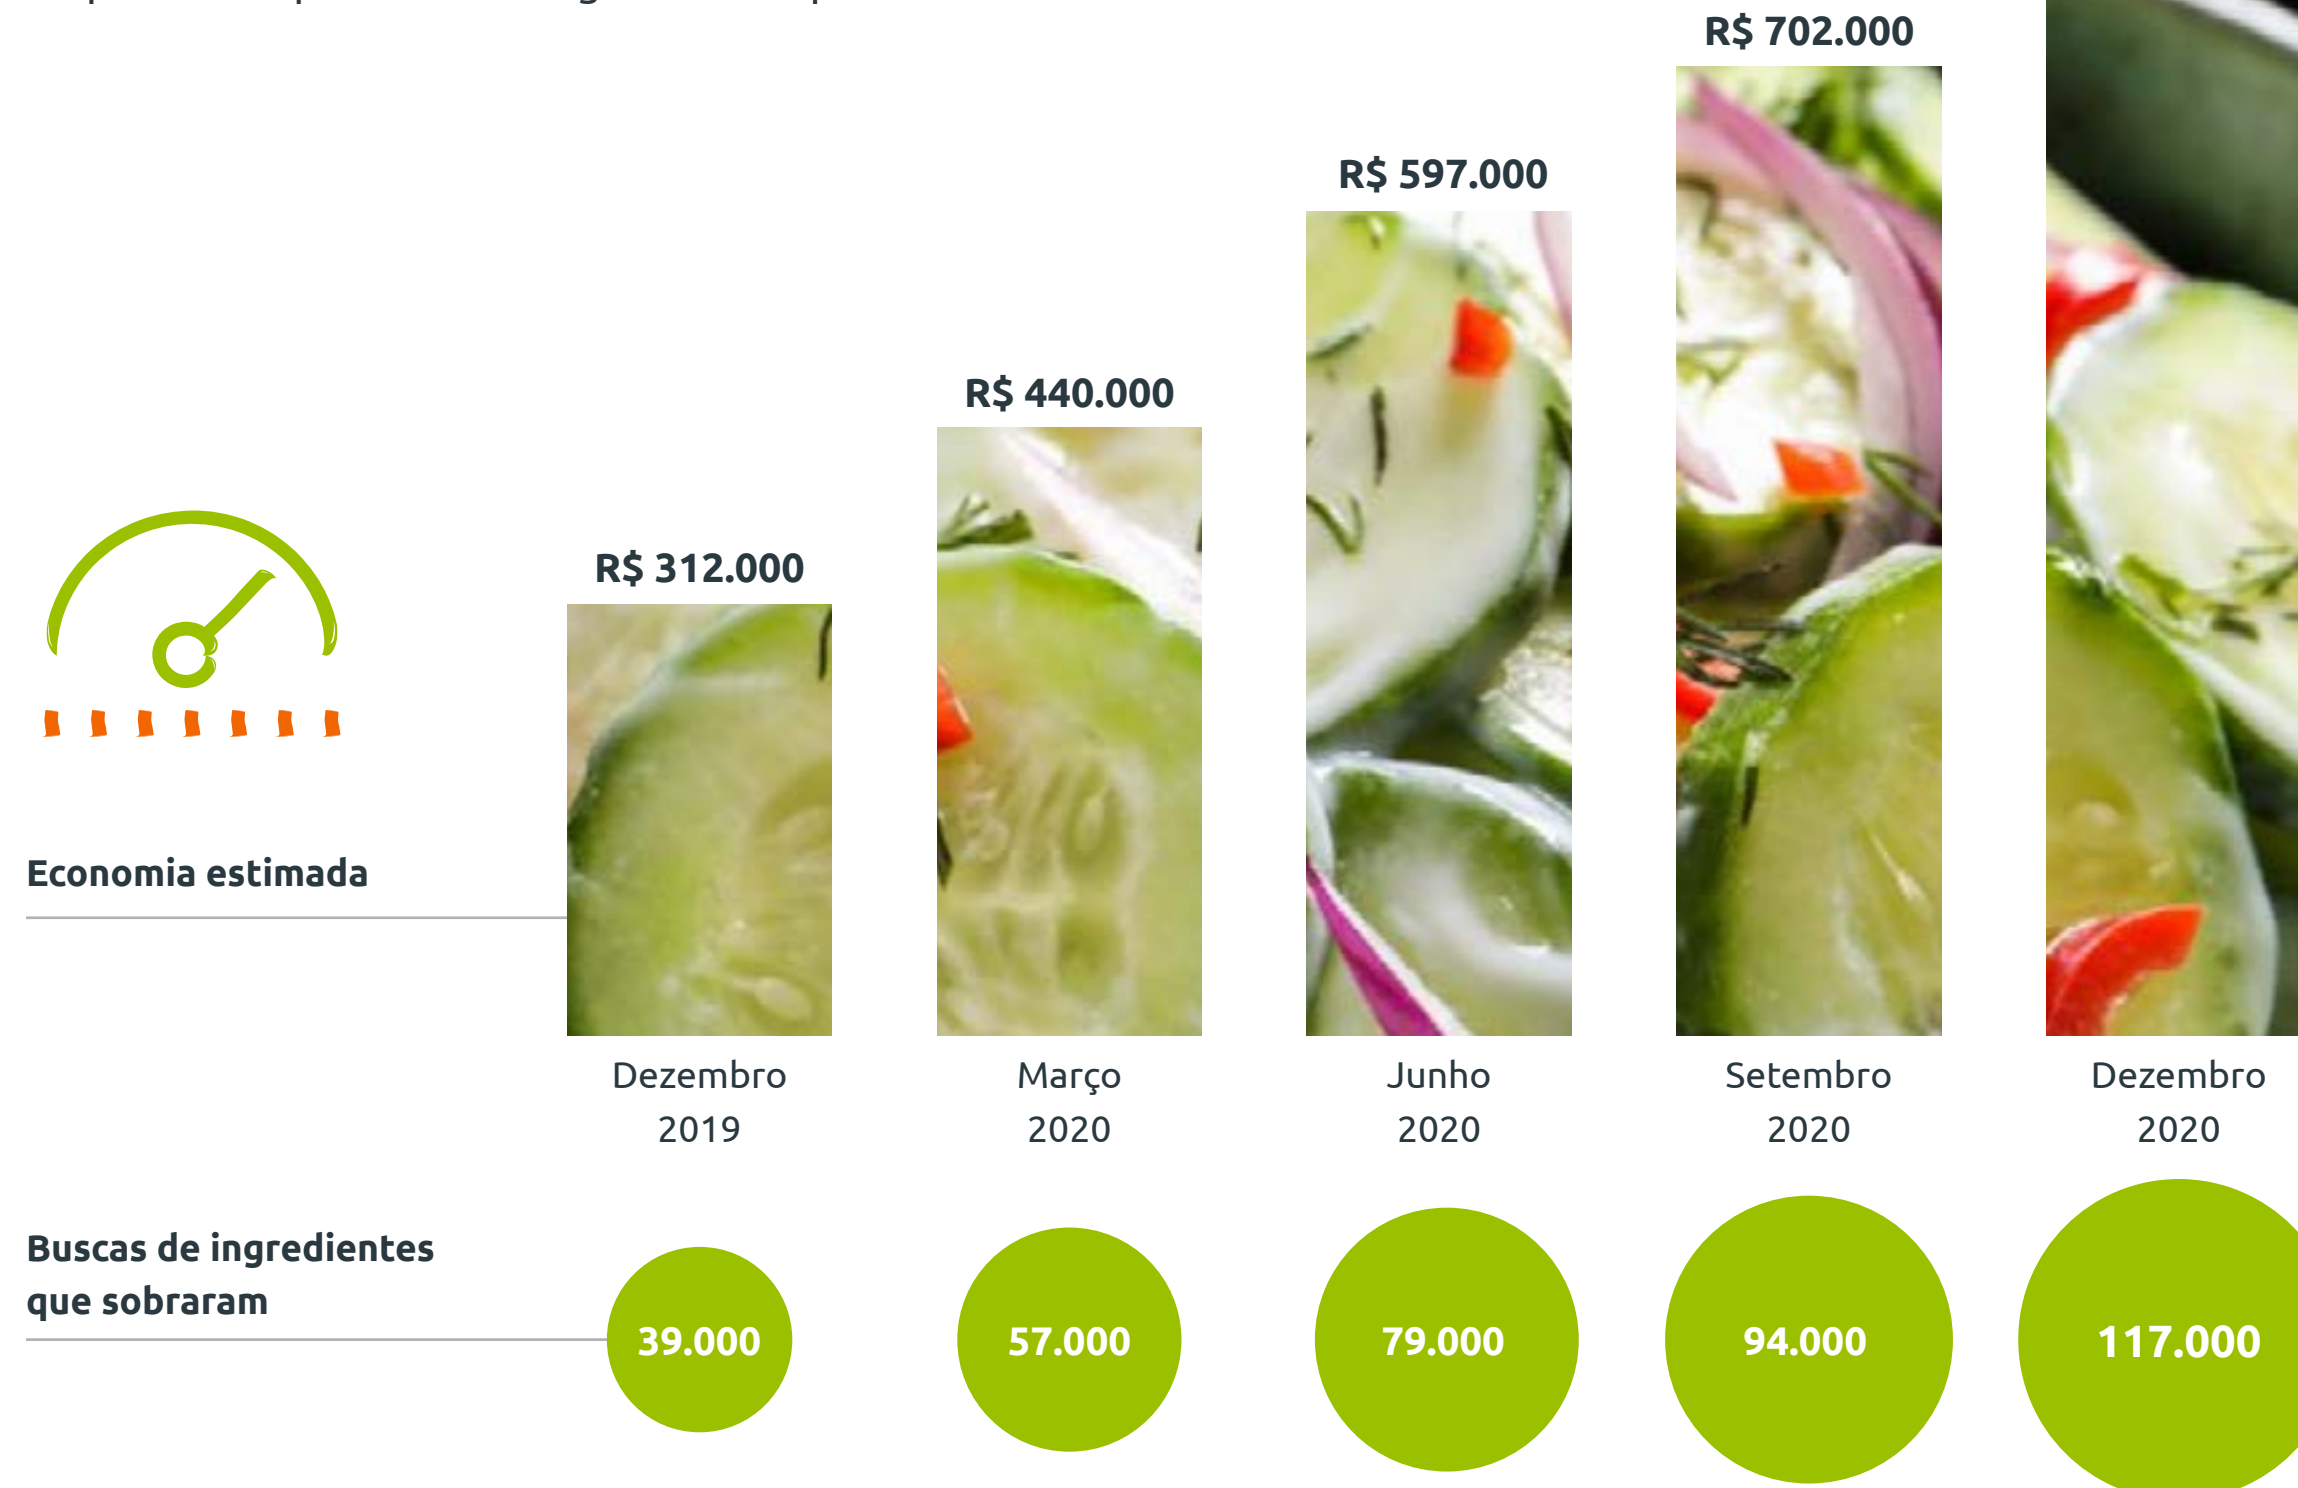 R$ 702.000
R$ 597.000
R$ 440.000
R$ 312.000
Economia estimada
Dezembro
2019
Março
2020
Junho
2020
Setembro
2020
Dezembro
2020
Buscas de ingredientes
que sobraram
39.000
57.000
79.000
94.000
117.000